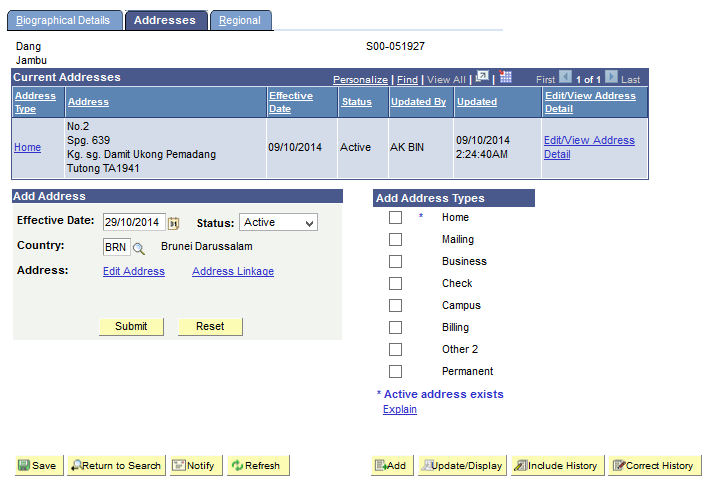 Biographical Details Addresses Regional
Dang S00-051927
Jambu
Current Addresses Personalize | Find | View All | | First 1 of 1 Last
Address Type Address Effective Date Status Updated By Updated Edit/View Address Detail
Home
No.2
Spg. 639
Kg. sg. Damit Ukong Pemadang
Tutong TA1941
09/10/2014 Active AK BIN
09/10/2014
2:24:40AM
Edit/View Address
Detail
Add Address
Effective Date: 29/10/2014 Status: Active
Country: BRN Brunei Darussalam
Address: Edit Address Address Linkage
Submit Reset
Add Address Types
* Home
Mailing
Business
Check
Campus
Billing
Other 2
Permanent
* Active address exists
Explain
Save Return to Search Notify Refresh Add Update/Display Include History Correct History